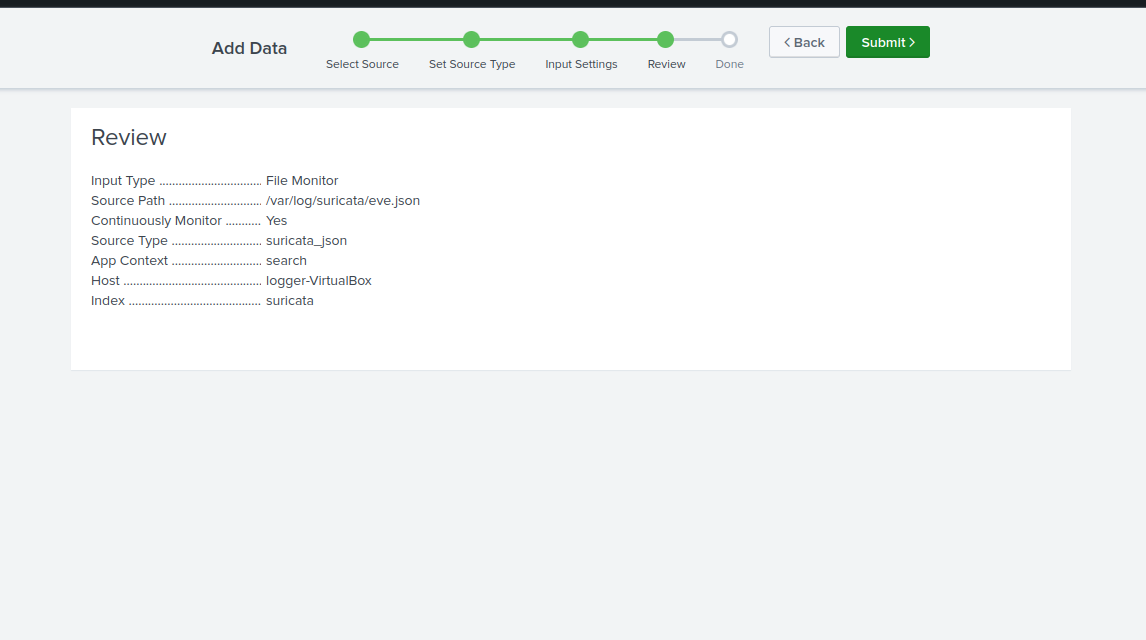 Add Data
Select Source
Set Source Type
Input Settings
Review
Done
Back
Submit
Review
Input Type ................................ File Monitor
Source Path ............................. /var/log/suricata/eve.json
Continuously Monitor ........... Yes
Source Type ............................ suricata_json
App Context ............................ search
Host ........................................... logger-VirtualBox
Index ......................................... suricata